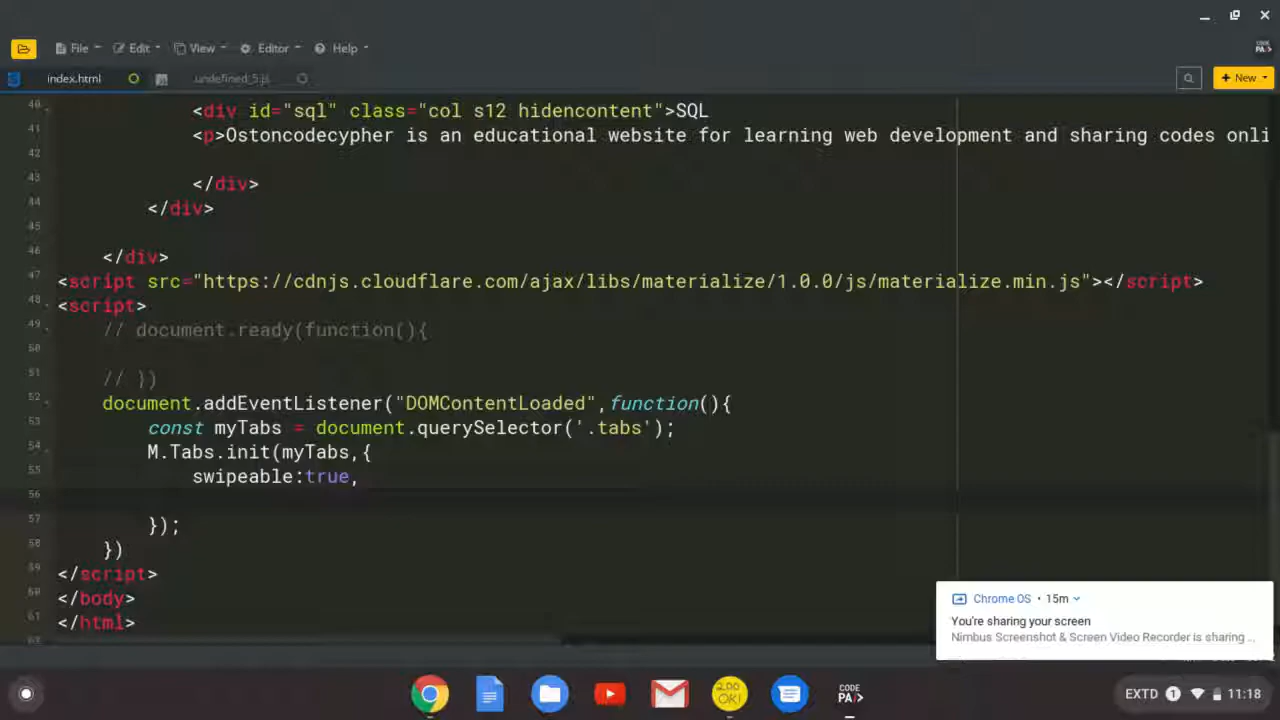 File Edit View Editor Help
CODE PA
index.html undefined_5.js New
40 <div id="sql" class="col s12 hidencontent">SQL
41 <p>Ostoncodecypher is an educational website for learning web development and sharing codes onli
42
43 </div>
44 </div>
45
46 </div>
47 <script src="https://cdnjs.cloudflare.com/ajax/libs/materialize/1.0.0/js/materialize.min.js"></script>
48 <script>
49 // document.ready(function(){
50
51 // })
52 document.addEventListener("DOMContentLoaded",function(){
53 const myTabs = document.querySelector('.tabs');
54 M.Tabs.init(myTabs,{
55 swipeable:true,
56
57 });
58 })
59 </script>
60 </body>
61 </html>
Chrome OS • 15m
You're sharing your screen
Nimbus Screenshot & Screen Video Recorder is sharing ...
CODE PA
EXTD 1 11:18